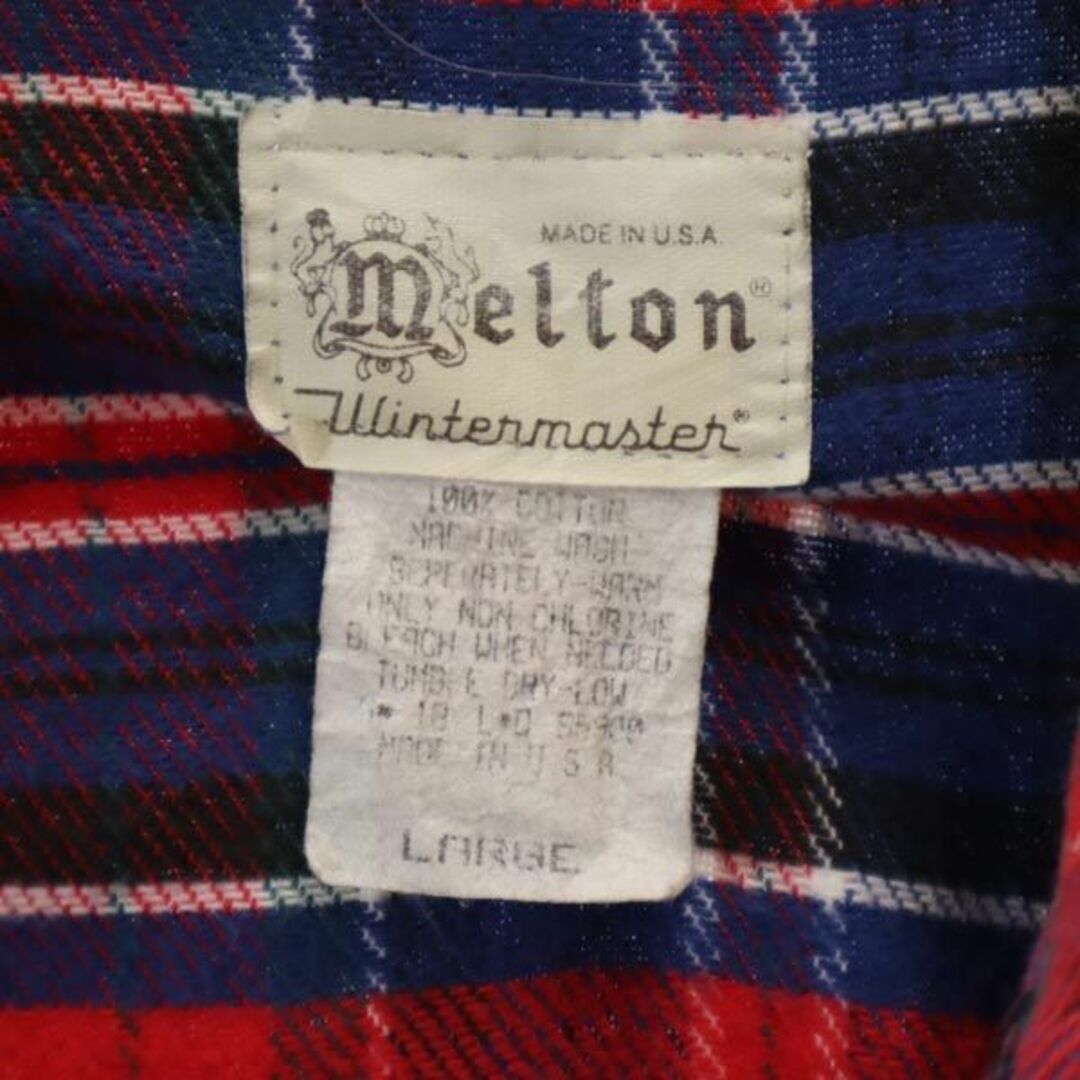 MADE IN U.S.A.
Melton®
Wintermaster®
100% COTTON
MACHINE WASH
SEPERATELY-WARM
ONLY NON CHLORINE
BLEACH WHEN NEEDED
TUMBLE DRY-LOW
18
MADE IN U S A
LARGE